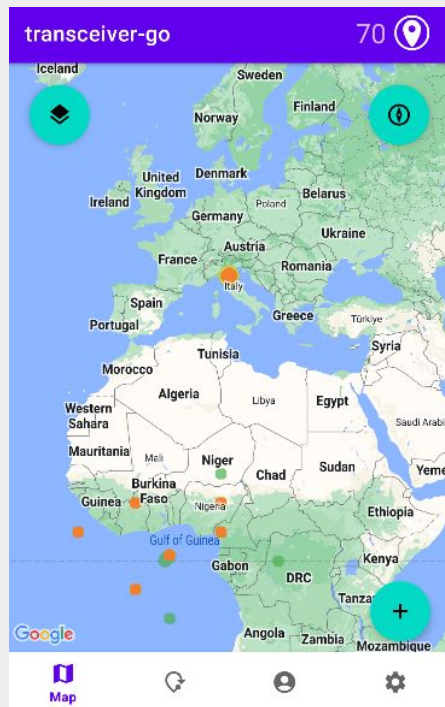 transceiver-go 70
Iceland
Sweden
Finland
Norway
United
Kingdom
Denmark
Ireland
Belarus
Poland
Germany
Ukraine
Austria
France
Romania
Italy
Spain
Greece
Türkiye
Portugal
Tunisia
Syria
Morocco
Algeria
Libya
Egypt
Western
Sahara
Saudi Arabi
Mauritania
Mali
Niger
Chad
Sudan
Yeme
Burkina
Faso
Guinea
Nigeria
Ethiopia
Gulf of Guinea
Gabon
Kenya
DRC
Tanza
Angola
Zambia
Mozambique
Google
Map